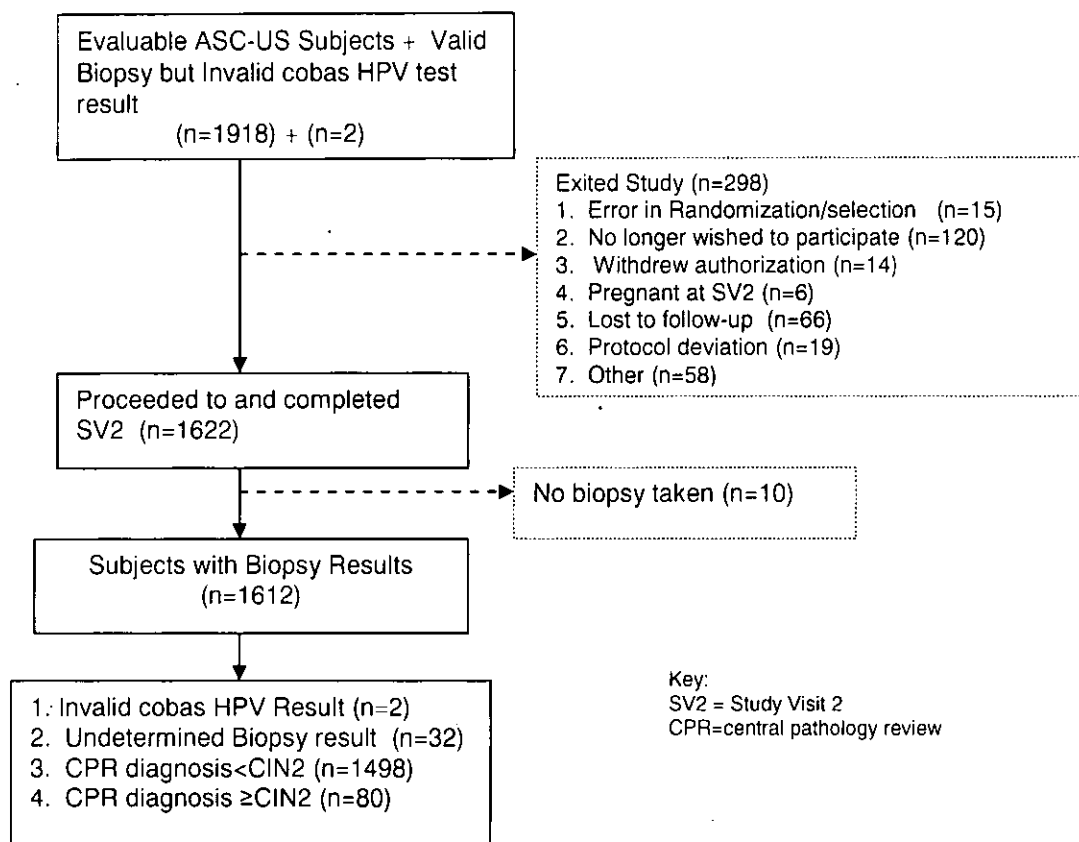 Evaluable ASC-US Subjects + Valid
Biopsy but Invalid cobas HPV test
result
(n=1918) + (n=2)
Exited Study (n=298)
1. Error in Randomization/selection (n=15)
2. No longer wished to participate (n=120)
3. Withdrew authorization (n=14)
4. Pregnant at SV2 (n=6)
5. Lost to follow-up (n=66)
6. Protocol deviation (n=19)
7. Other (n=58)
Proceeded to and completed
SV2 (n=1622)
No biopsy taken (n=10)
Subjects with Biopsy Results
(n=1612)
1. Invalid cobas HPV Result (n=2)
2. Undetermined Biopsy result (n=32)
3. CPR diagnosis<CIN2 (n=1498)
4. CPR diagnosis ≥CIN2 (n=80)
Key:
SV2 = Study Visit 2
CPR=central pathology review